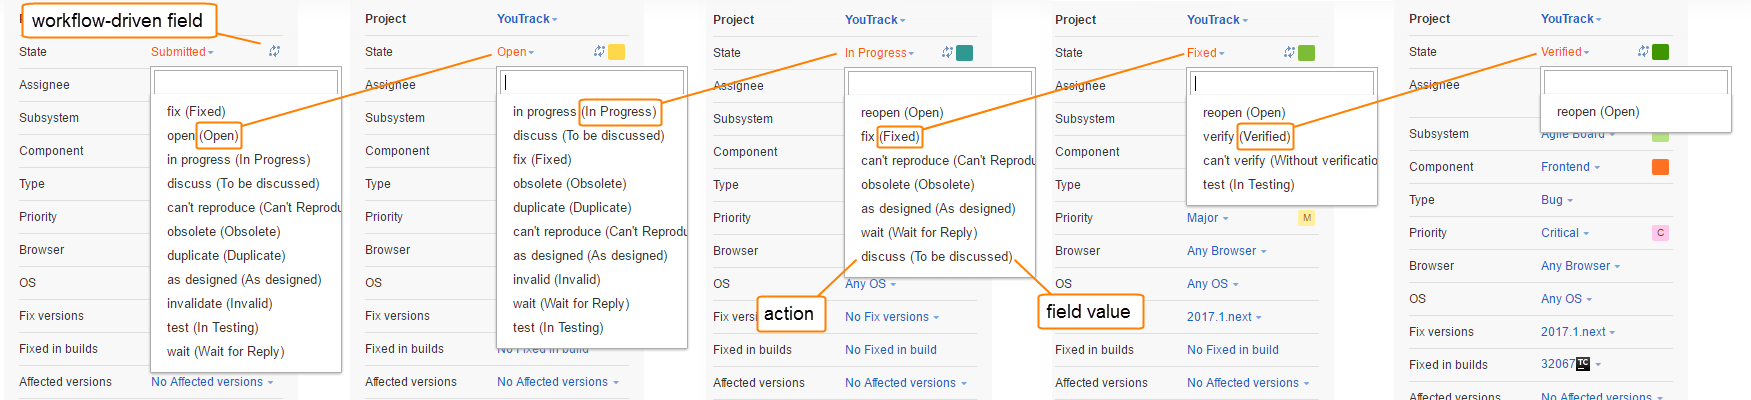 workflow-driven field
State
Submitted
Assignee
Subsystem
Component
Type
Priority
Browser
OS
Fix versions
Fixed in builds
Affected versions
No Affected versions
fix (Fixed)
open (Open)
in progress (In Progress)
discuss (To be discussed)
can't reproduce (Can't Reprodu
obsolete (Obsolete)
duplicate (Duplicate)
as designed (As designed)
invalidate (Invalid)
test (In Testing)
wait (Wait for Reply)
Project
YouTrack
State
Open
Assignee
Subsystem
Component
Type
Priority
Browser
OS
Fix versions
Fixed in builds
No Fixed in build
Affected versions
No Affected versions
in progress (In Progress)
discuss (To be discussed)
fix (Fixed)
obsolete (Obsolete)
duplicate (Duplicate)
can't reproduce (Can't Reprodu
as designed (As designed)
invalid (Invalid)
wait (Wait for Reply)
test (In Testing)
Project
YouTrack
State
In Progress
Assignee
Subsystem
Component
Type
Priority
Browser
OS
Any OS
Fix versi
No Fix versions
Fixed in builds
No Fixed in build
Affected versions
No Affected versions
reopen (Open)
fix (Fixed)
can't reproduce (Can't Reprodu
obsolete (Obsolete)
as designed (As designed)
wait (Wait for Reply)
discuss (To be discussed)
action
field value
Project
YouTrack
State
Fixed
Assignee
Subsystem
Component
Type
Priority
Major
M
Browser
Any Browser
OS
Any OS
2017.1.next
Fixed in builds
No Fixed in build
Affected versions
No Affected versions
reopen (Open)
verify (Verified)
can't verify (Without verificatio
test (In Testing)
Project
YouTrack
State
Verified
Assignee
reopen (Open)
Subsystem
Agile Board
Component
Frontend
Type
Bug
Priority
Critical
C
Browser
Any Browser
OS
Any OS
Fix versions
2017.1.next
Fixed in builds
32067
TC
Affected versions
No Affected versions